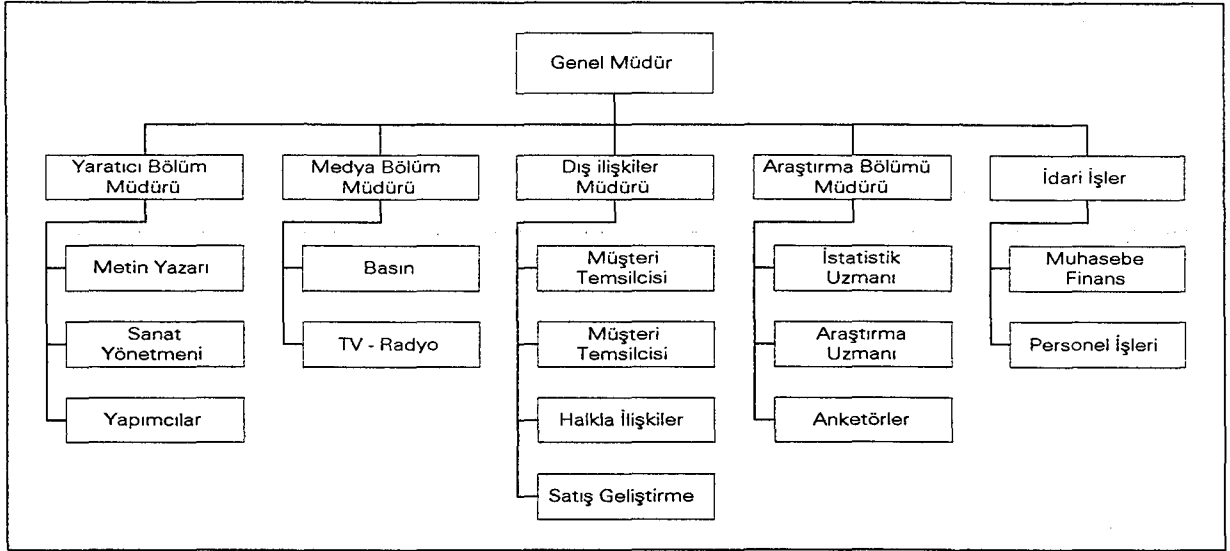 Genel Müdür
Yaratıcı Bölüm
Müdürü
Medya Bölüm
Müdürü
Dış ilişkiler
Müdürü
Araştırma Bölümü
Müdürü
İdari İşler
Metin Yazarı
Sanat
Yönetmeni
Yapımcılar
Basın
TV - Radyo
Müşteri
Temsilcisi
Müşteri
Temsilcisi
Halkla İlişkiler
Satış Geliştirme
İstatistik
Uzmanı
Araştırma
Uzmanı
Anketörler
Muhasebe
Finans
Personel İşleri